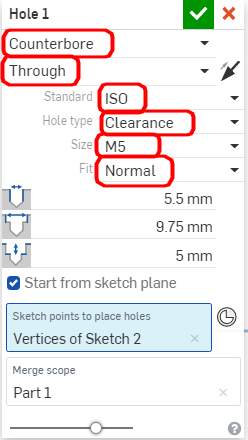 Hole 1
Counterbore
Through
Standard ISO
Hole type Clearance
Size M5
Fit Normal
5.5 mm
9.75 mm
5 mm
Start from sketch plane
Sketch points to place holes
Vertices of Sketch 2
Merge scope
Part 1